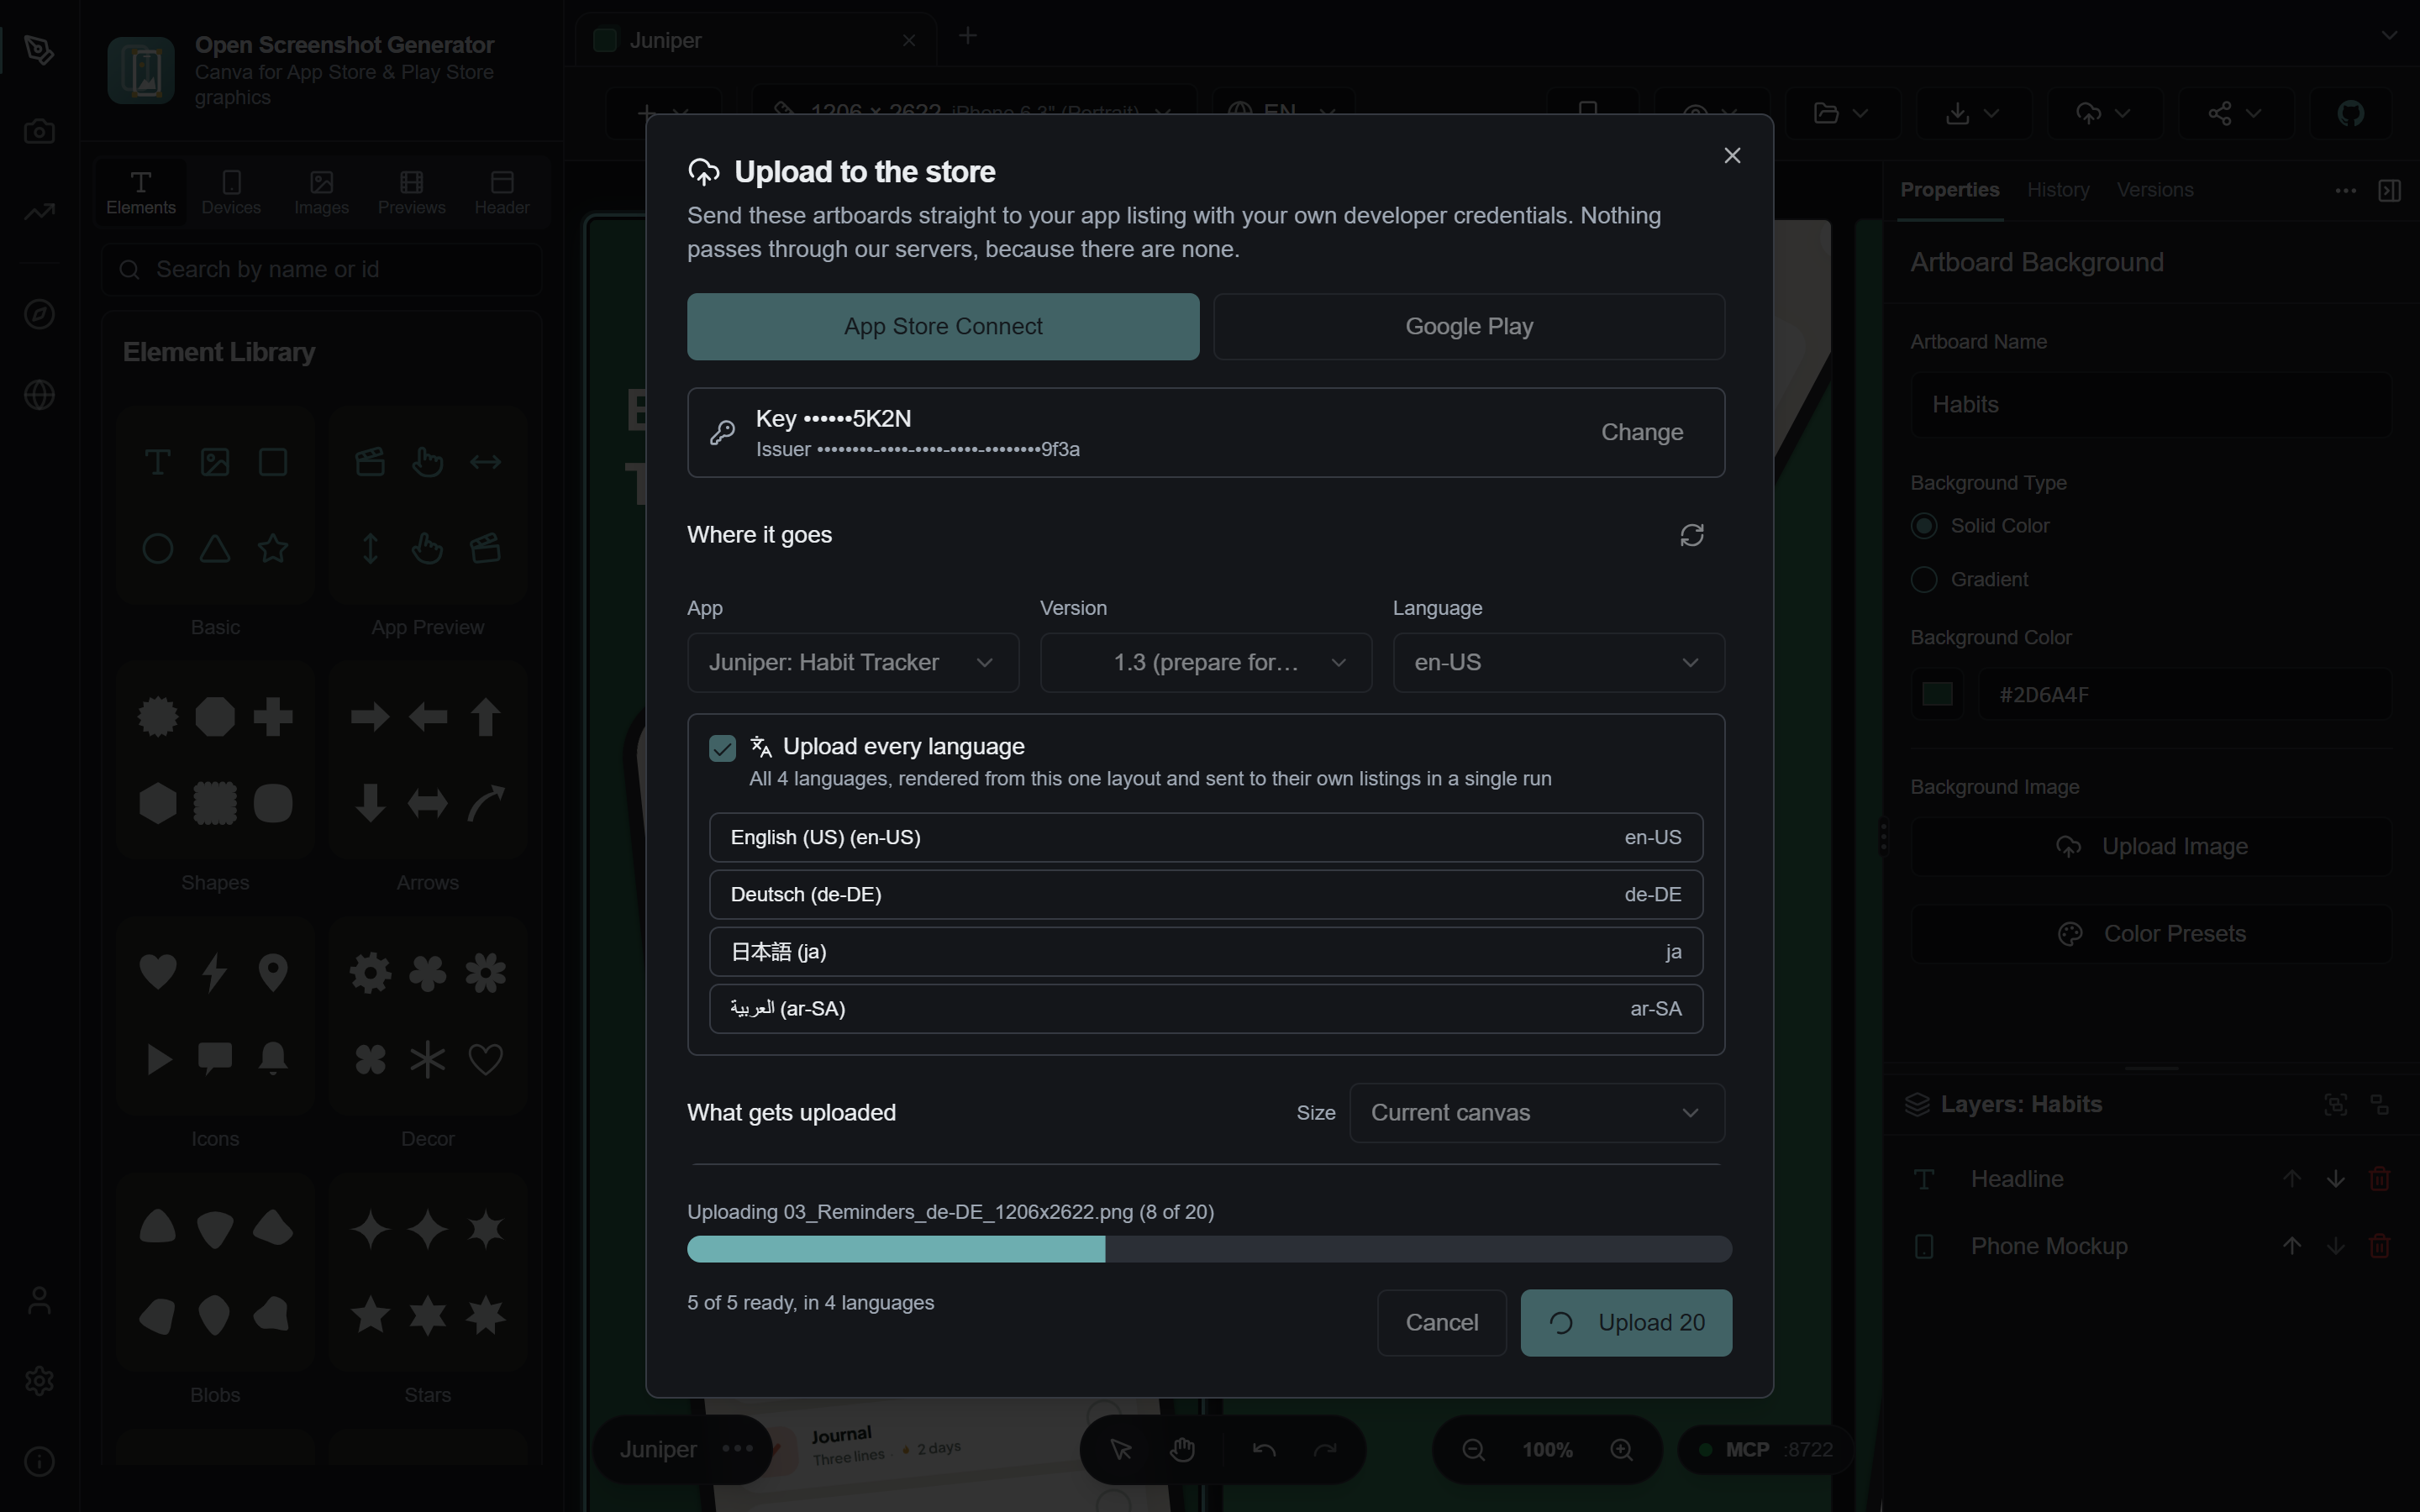 Open Screenshot Generator
Canva for App Store & Play Store
graphics
Juniper
1206 × 2622 iPhone 6.3" (Portrait)
EN
Elements
Devices
Images
Previews
Header
Search by name or id
Element Library
Basic
App Preview
Shapes
Arrows
Icons
Decor
Blobs
Stars
Upload to the store
Send these artboards straight to your app listing with your own developer credentials. Nothing
passes through our servers, because there are none.
App Store Connect
Google Play
Key ••••••5K2N
Issuer ••••••••-••••-••••-••••-••••••••9f3a
Change
Where it goes
App
Version
Language
Juniper: Habit Tracker
1.3 (prepare for…
en-US
Upload every language
All 4 languages, rendered from this one layout and sent to their own listings in a single run
English (US) (en-US)
en-US
Deutsch (de-DE)
de-DE
日本語 (ja)
ja
العربية (ar-SA)
ar-SA
What gets uploaded
Size
Current canvas
Uploading 03_Reminders_de-DE_1206x2622.png (8 of 20)
5 of 5 ready, in 4 languages
Cancel
Upload 20
Juniper
Journal
Three lines
2 days
100%
MCP :8722
Properties
History
Versions
Artboard Background
Artboard Name
Habits
Background Type
Solid Color
Gradient
Background Color
#2D6A4F
Background Image
Upload Image
Color Presets
Layers: Habits
Headline
Phone Mockup